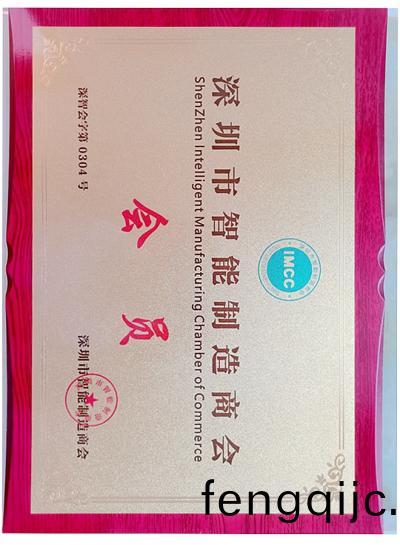 IMCC
深圳市智能制造商会
ShenZhen Intelligent Manufacturing Chamber of Commerce
会员
深圳市智能制造商会
深智会字第 0304 号
fengqijc.